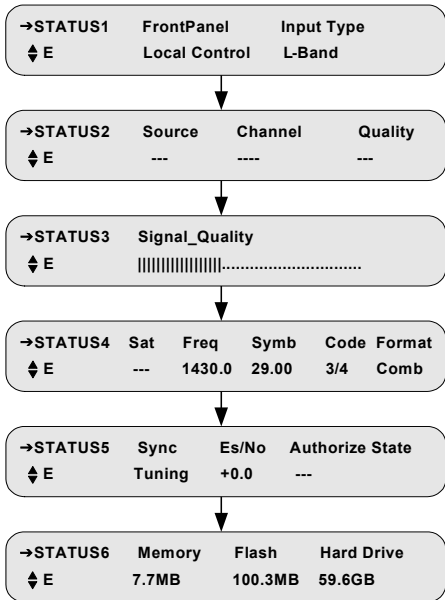 ➔STATUS1 FrontPanel Input Type
⬍ E Local Control L-Band
➔STATUS2 Source Channel Quality
⬍ E --- ---- ---
➔STATUS3 Signal_Quality
⬍ E ||||||||||||||||||..............................
➔STATUS4 Sat Freq Symb Code Format
⬍ E --- 1430.0 29.00 3/4 Comb
➔STATUS5 Sync Es/No Authorize State
⬍ E Tuning +0.0 ---
➔STATUS6 Memory Flash Hard Drive
⬍ E 7.7MB 100.3MB 59.6GB